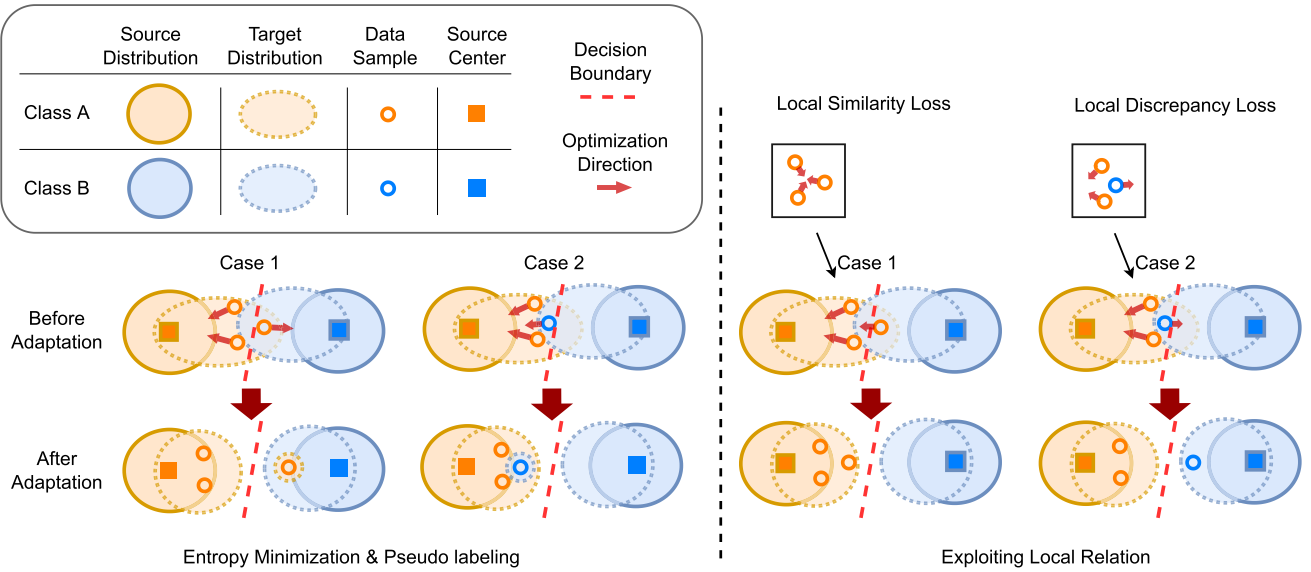 Source
Distribution
Target
Distribution
Data
Sample
Source
Center
Class A
Class B
Decision
Boundary
Optimization
Direction
Local Similarity Loss
Local Discrepancy Loss
Case 1
Case 2
Case 1
Case 2
Before
Adaptation
After
Adaptation
Entropy Minimization & Pseudo labeling
Exploiting Local Relation